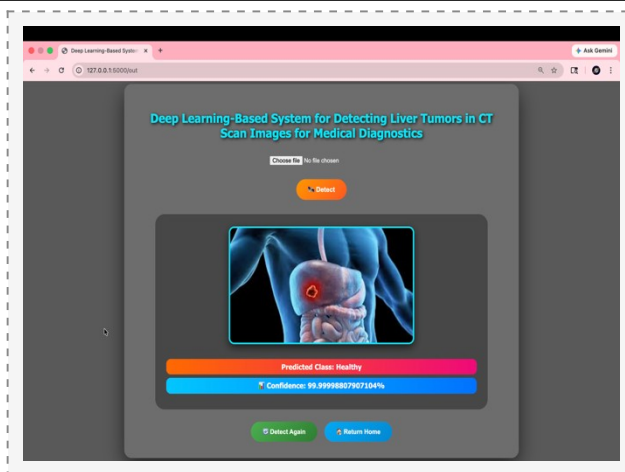 Deep Learning-Based System
Ask Gemini
127.0.0.1:5000/out
Deep Learning-Based System for Detecting Liver Tumors in CT
Scan Images for Medical Diagnostics
Choose file No file chosen
Detect
Predicted Class: Healthy
Confidence: 99.99998807907104%
Detect Again
Return Home